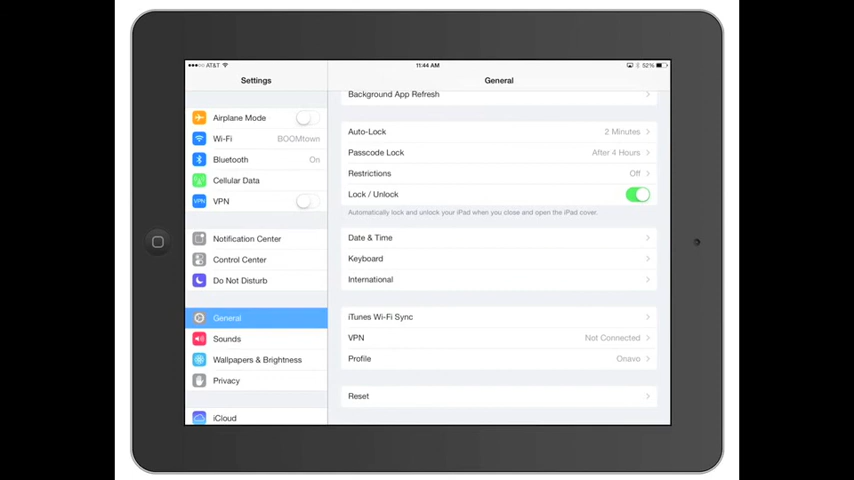 AT&T 11:44 AM 52%
Settings
General
Airplane Mode
Wi-Fi BOOMtown
Bluetooth On
Cellular Data
VPN VPN
Notification Center
Control Center
Do Not Disturb
General
Sounds
Wallpapers & Brightness
Privacy
iCloud
Background App Refresh
Auto-Lock 2 Minutes
Passcode Lock After 4 Hours
Restrictions Off
Lock / Unlock
Automatically lock and unlock your iPad when you close and open the iPad cover.
Date & Time
Keyboard
International
iTunes Wi-Fi Sync
VPN Not Connected
Profile Onavo
Reset